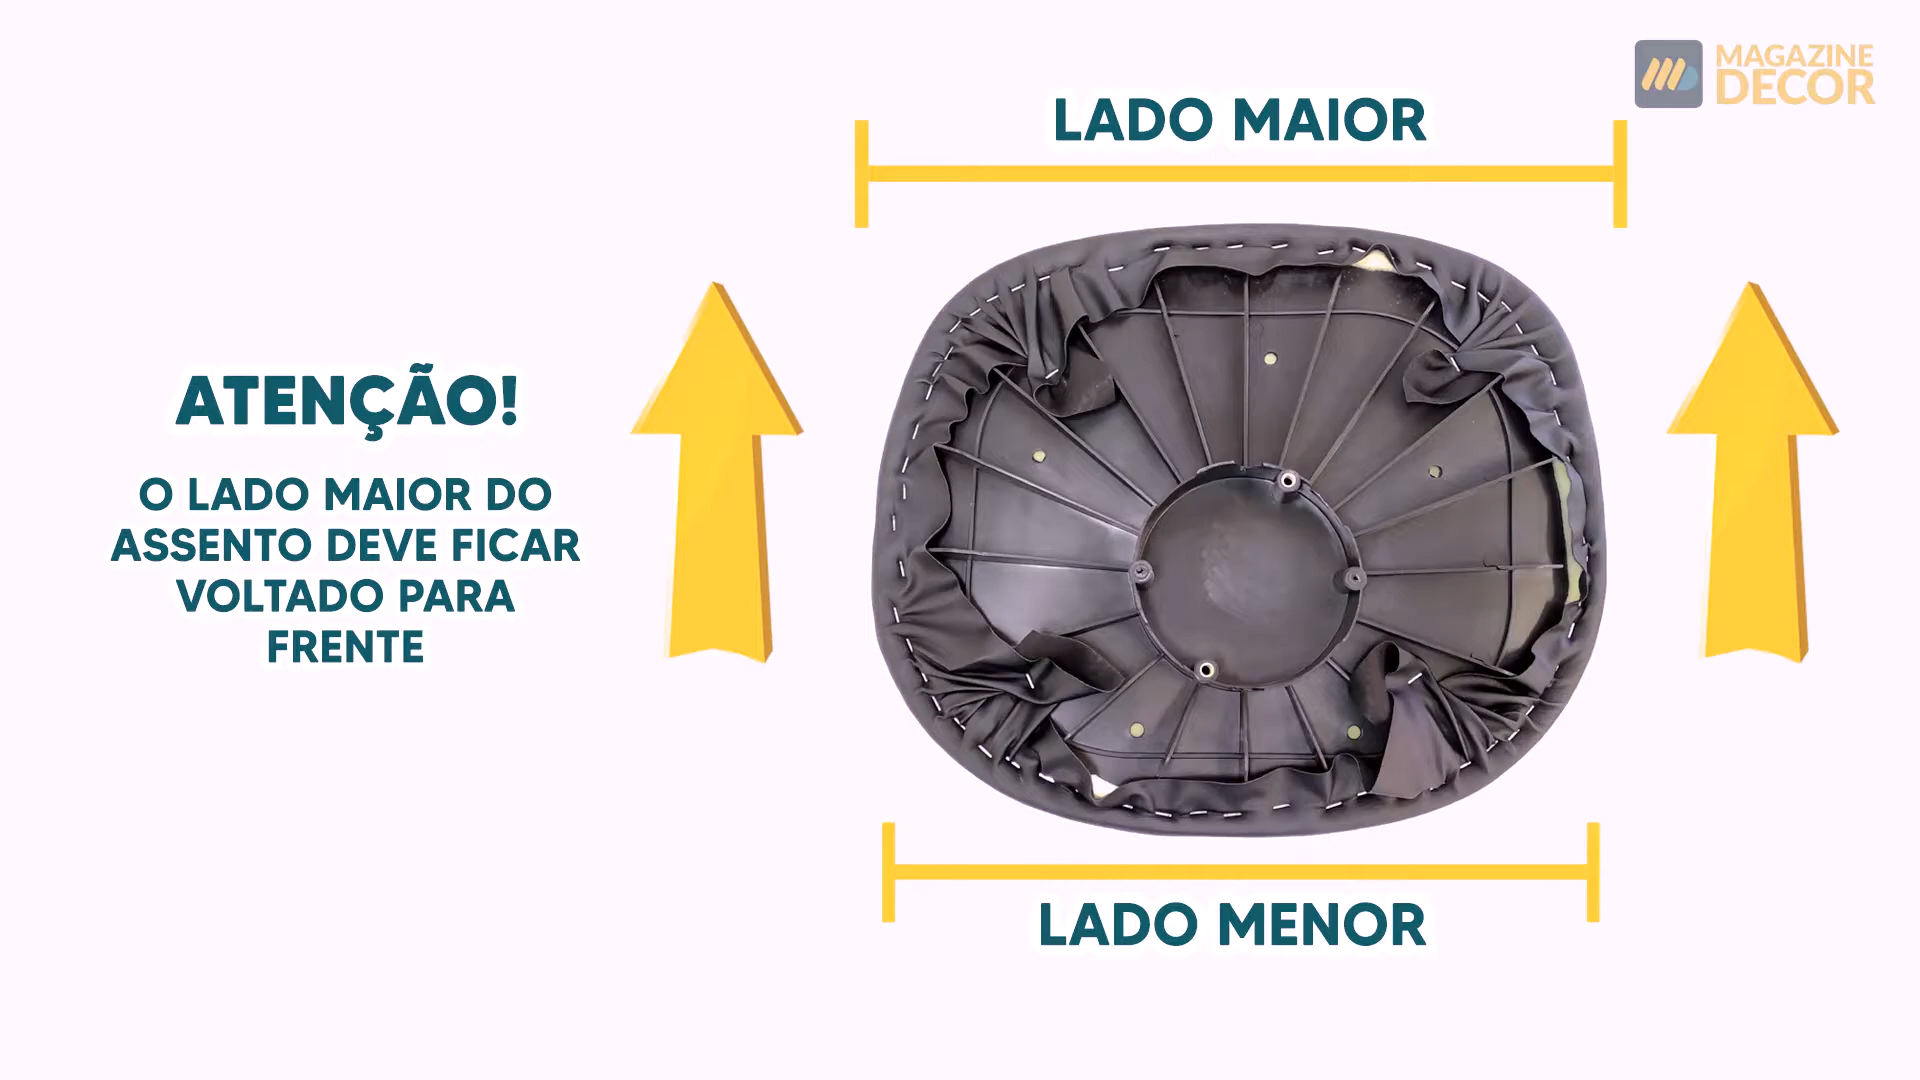 MAGAZINE
DECOR
LADO MAIOR
ATENÇÃO!
O LADO MAIOR DO
ASSENTO DEVE FICAR
VOLTADO PARA
FRENTE
LADO MENOR